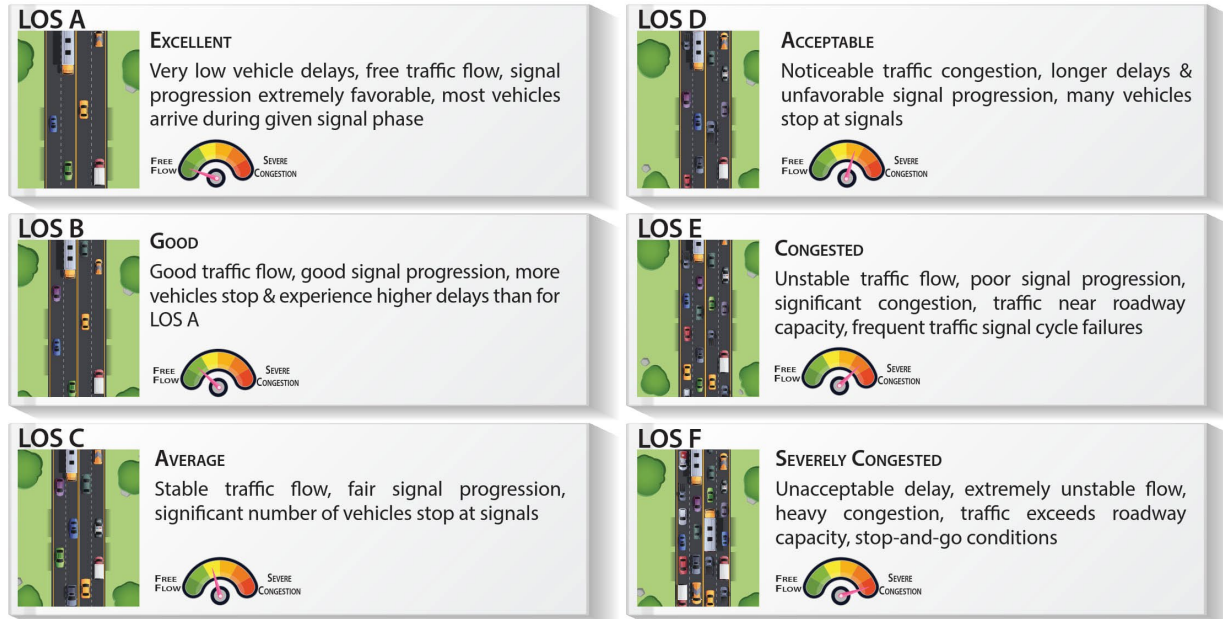 LOS A
EXCELLENT
Very low vehicle delays, free traffic flow, signal
progression extremely favorable, most vehicles
arrive during given signal phase
FREE
FLOW
SEVERE
CONGESTION
LOS B
GOOD
Good traffic flow, good signal progression, more
vehicles stop & experience higher delays than for
LOS A
FREE
FLOW
SEVERE
CONGESTION
LOS C
AVERAGE
Stable traffic flow, fair signal progression,
significant number of vehicles stop at signals
FREE
FLOW
SEVERE
CONGESTION
LOS D
ACCEPTABLE
Noticeable traffic congestion, longer delays &
unfavorable signal progression, many vehicles
stop at signals
FREE
FLOW
SEVERE
CONGESTION
LOS E
CONGESTED
Unstable traffic flow, poor signal progression,
significant congestion, traffic near roadway
capacity, frequent traffic signal cycle failures
FREE
FLOW
SEVERE
CONGESTION
LOS F
SEVERELY CONGESTED
Unacceptable delay, extremely unstable flow,
heavy congestion, traffic exceeds roadway
capacity, stop-and-go conditions
FREE
FLOW
SEVERE
CONGESTION